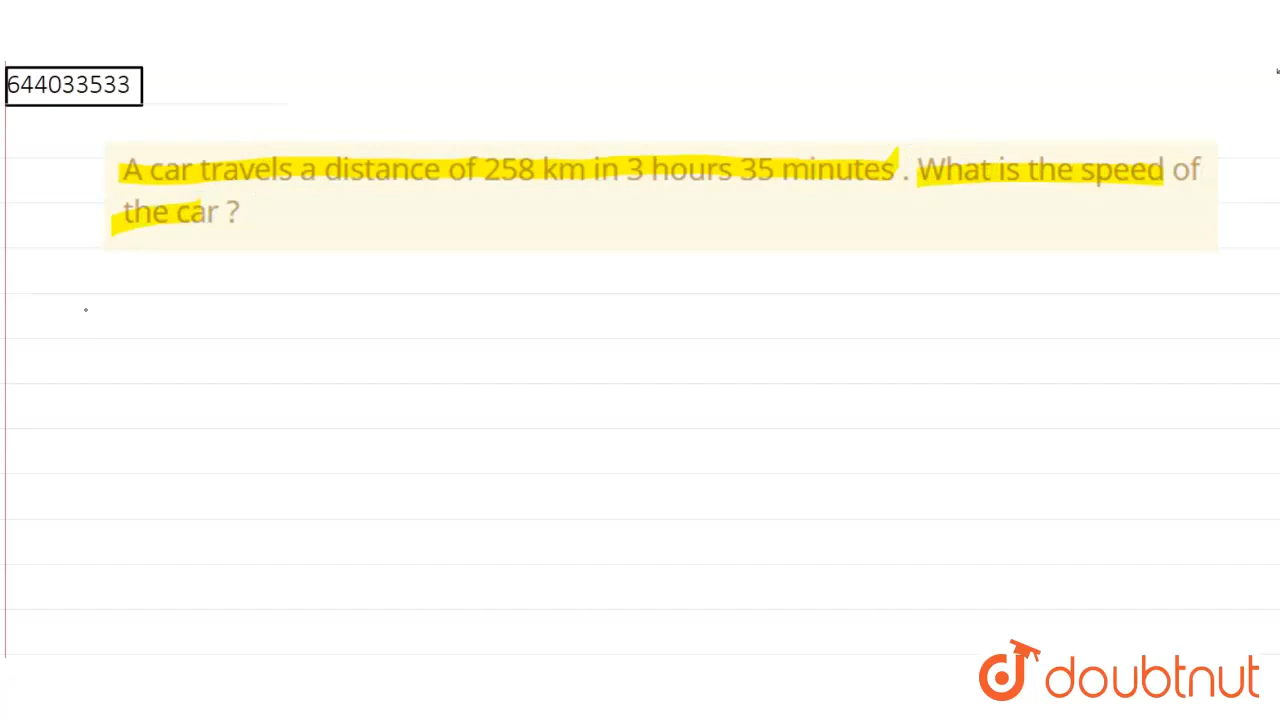 644033533
A car travels a distance of 258 km in 3 hours 35 minutes . What is the speed of
the car ?
doubtnut